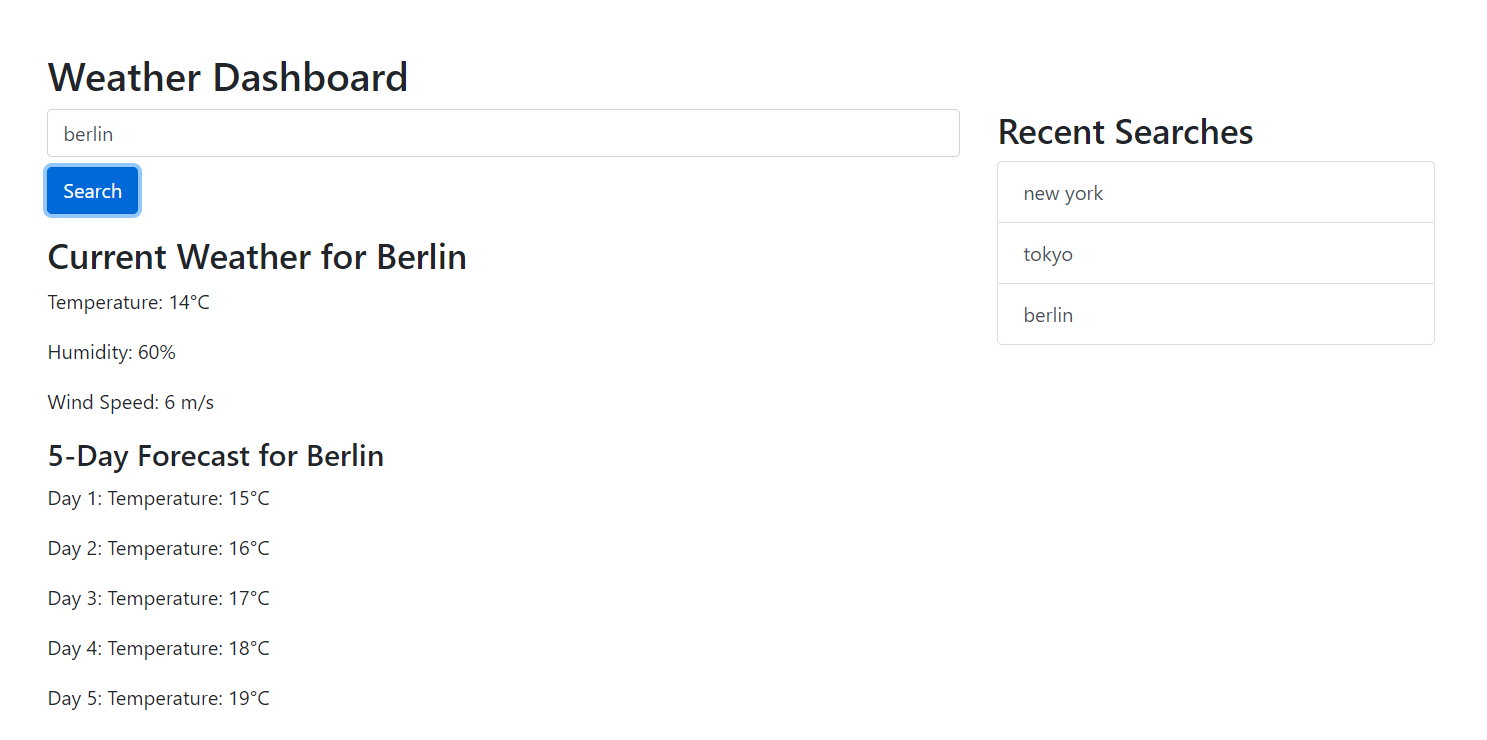 Weather Dashboard
berlin
Search
Current Weather for Berlin
Temperature: 14°C
Humidity: 60%
Wind Speed: 6 m/s
5-Day Forecast for Berlin
Day 1: Temperature: 15°C
Day 2: Temperature: 16°C
Day 3: Temperature: 17°C
Day 4: Temperature: 18°C
Day 5: Temperature: 19°C
Recent Searches
new york
tokyo
berlin